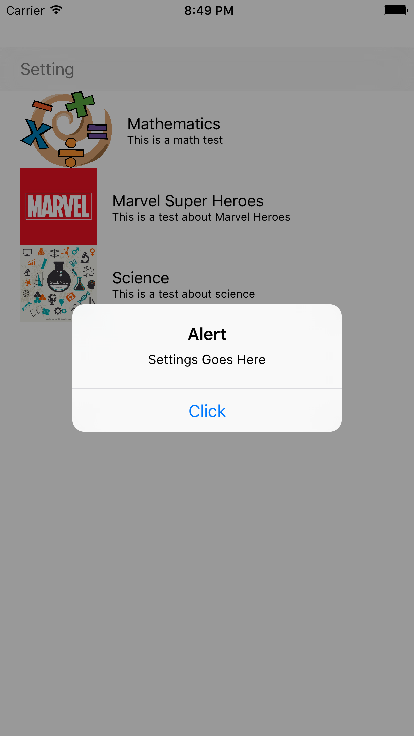 Carrier 8:49 PM
Setting
Mathematics
This is a math test
MARVEL
Marvel Super Heroes
This is a test about Marvel Heroes
Science
This is a test about science
Alert
Settings Goes Here
Click